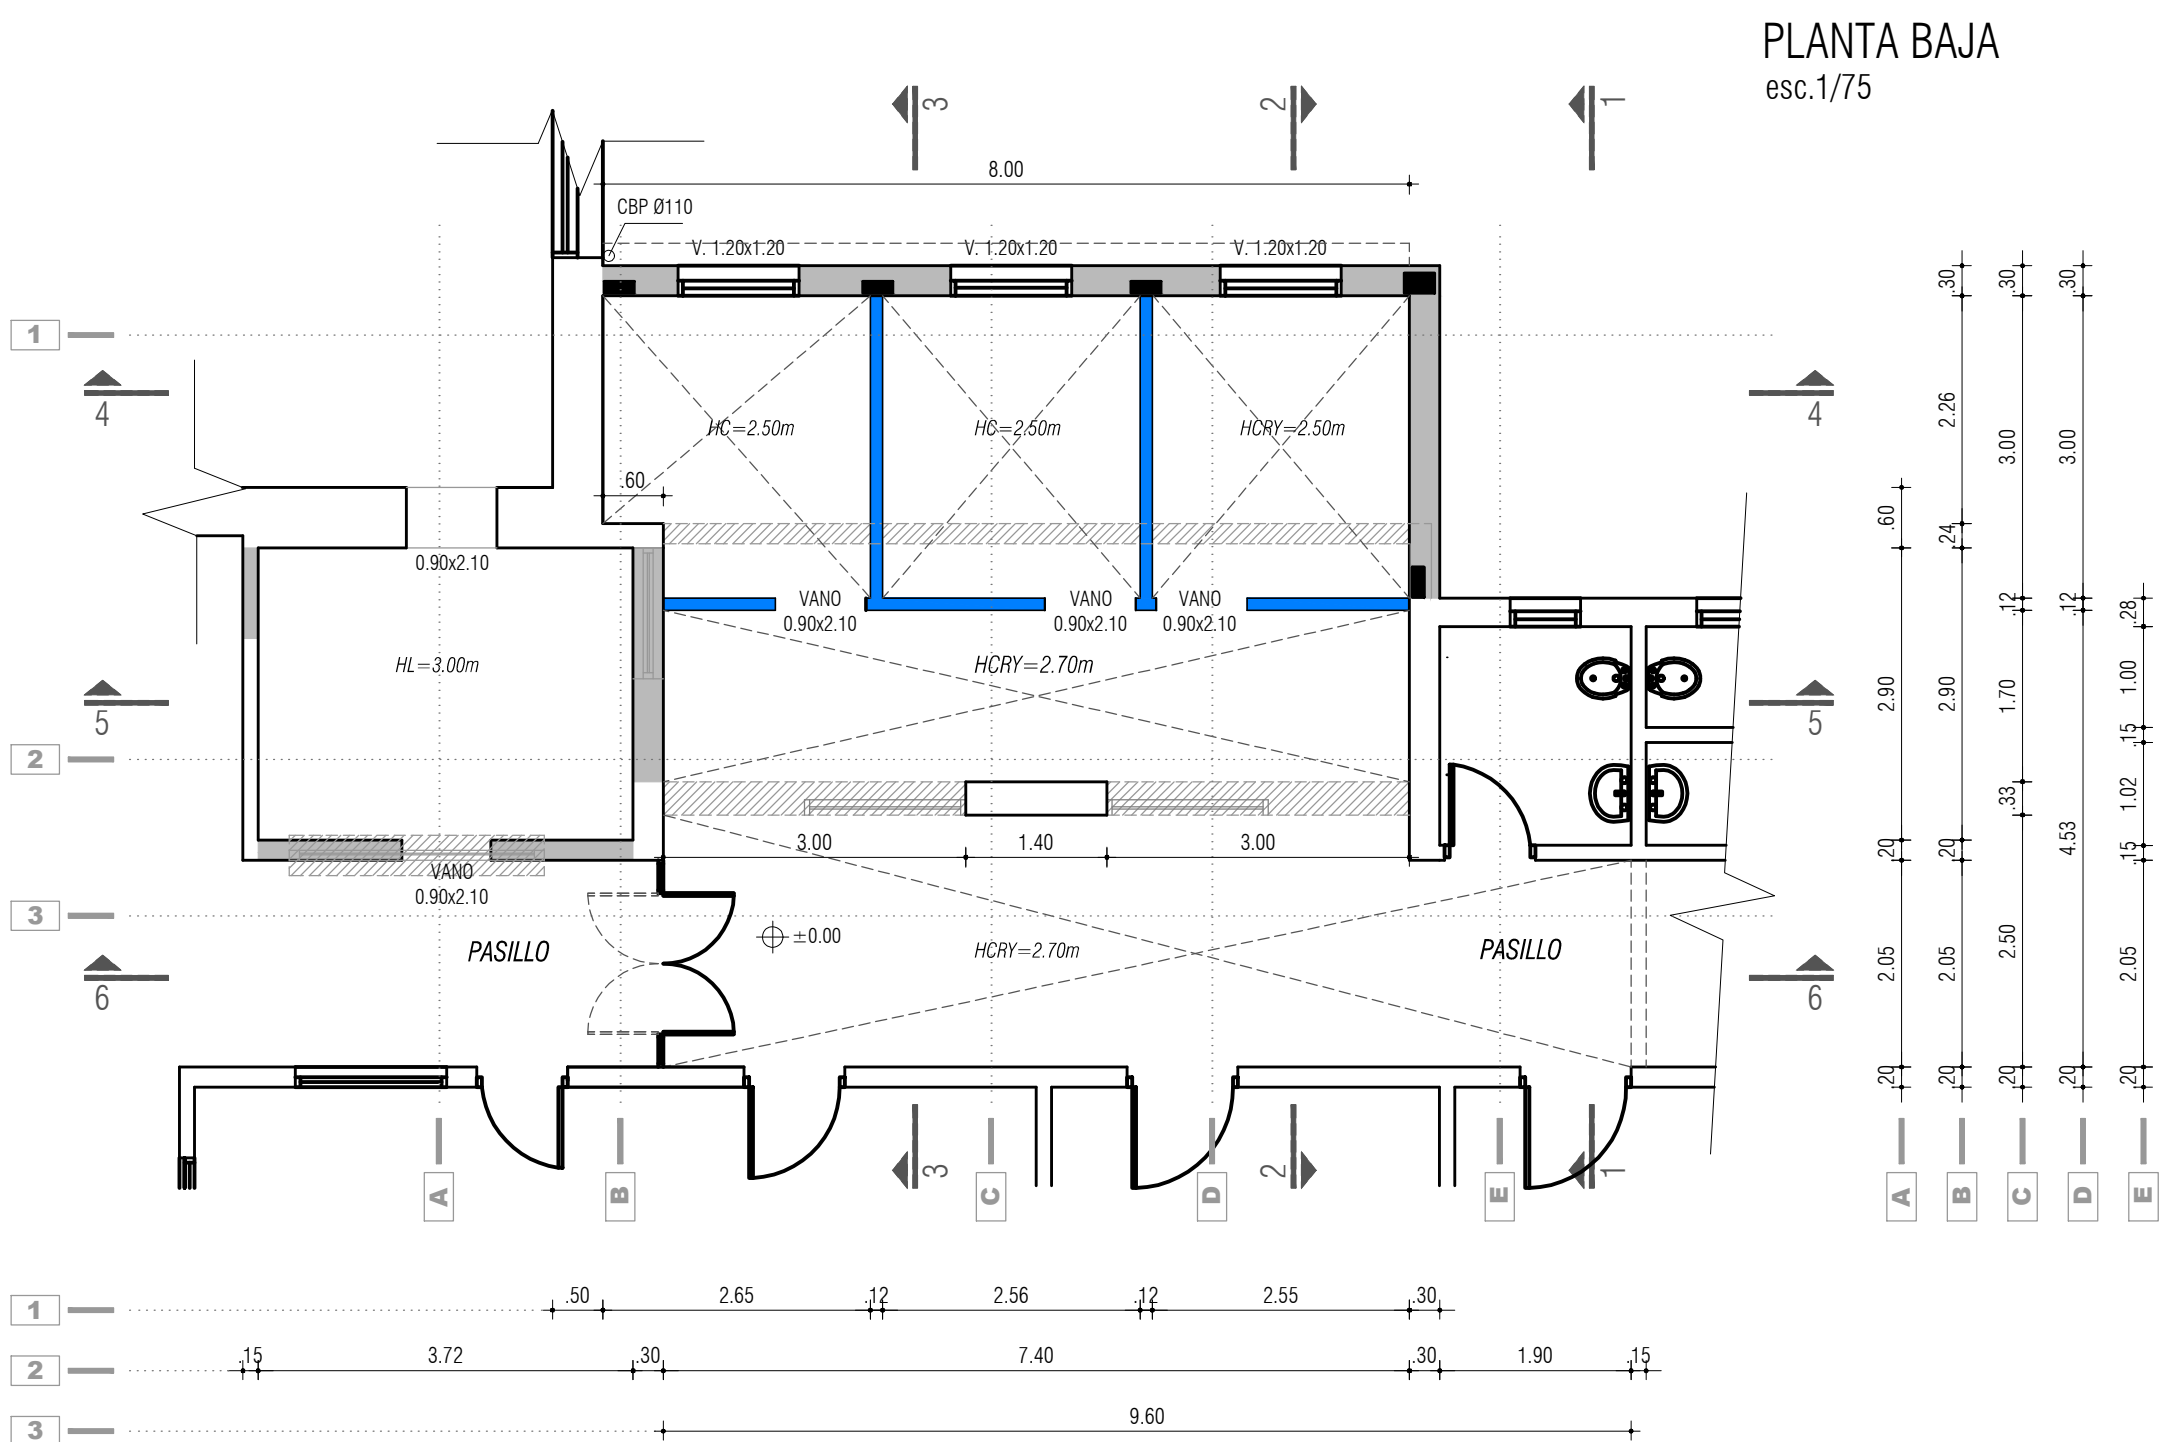 PLANTA BAJA
esc.1/75
3
2
1
8.00
CBP Ø110
V. 1.20x1.20
V. 1.20x1.20
V. 1.20x1.20
.30
.30
.30
1
4
4
HC=2.50m
HC=2.50m
HCRY=2.50m
2.26
3.00
3.00
.60
.60
.24
0.90x2.10
VANO
0.90x2.10
VANO
0.90x2.10
VANO
0.90x2.10
.12
.12
.28
HL=3.00m
HCRY=2.70m
5
5
2.90
2.90
1.70
1.00
.15
2
3.00
1.40
3.00
.33
1.02
4.53
.20
.20
.15
VANO
0.90x2.10
3
PASILLO
±0.00
HCRY=2.70m
PASILLO
6
6
2.05
2.05
2.50
2.05
.20
.20
.20
.20
.20
3
2
1
A
B
C
D
E
A
B
C
D
E
1
.50
2.65
.12
2.56
.12
2.55
.30
2
.15
3.72
.30
7.40
.30
1.90
.15
3
9.60